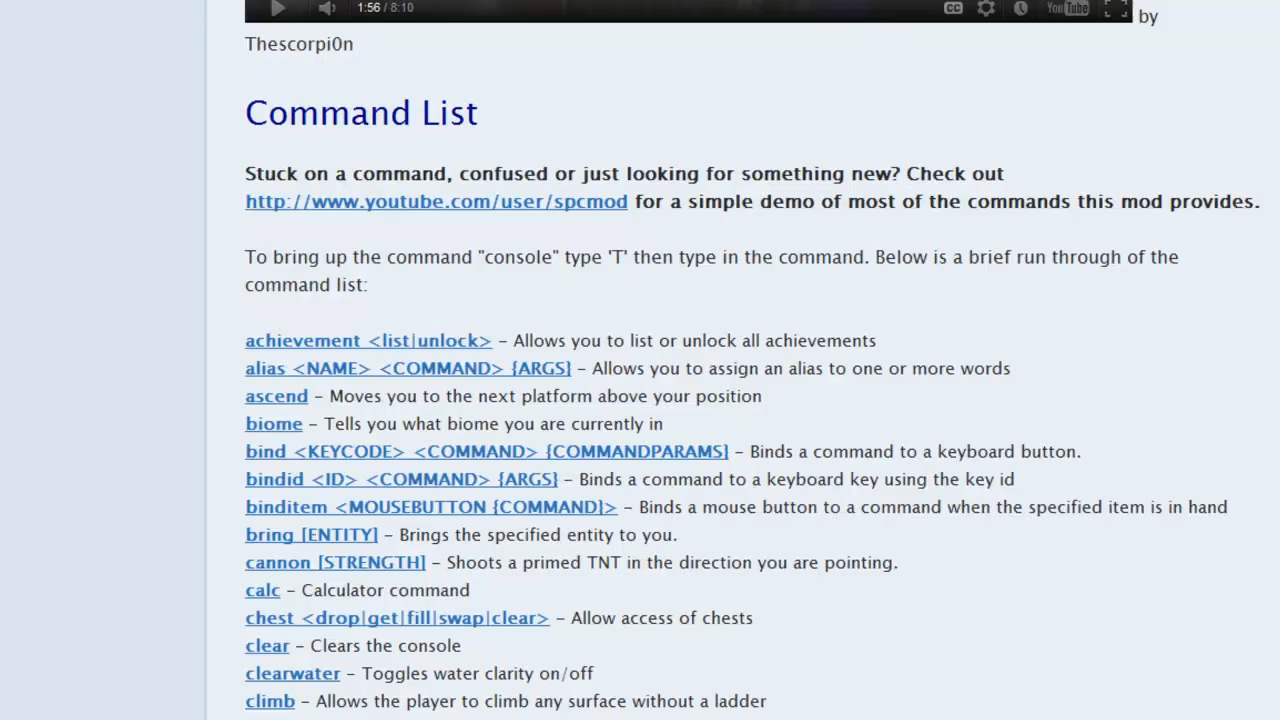 1:56 / 8:10 CC YouTube by
Thescorpi0n
Command List
Stuck on a command, confused or just looking for something new? Check out
http://www.youtube.com/user/spcmod for a simple demo of most of the commands this mod provides.
To bring up the command "console" type 'T' then type in the command. Below is a brief run through of the
command list:
achievement <list|unlock> - Allows you to list or unlock all achievements
alias <NAME> <COMMAND> {ARGS} - Allows you to assign an alias to one or more words
ascend - Moves you to the next platform above your position
biome - Tells you what biome you are currently in
bind <KEYCODE> <COMMAND> {COMMANDPARAMS} - Binds a command to a keyboard button.
bindid <ID> <COMMAND> {ARGS} - Binds a command to a keyboard key using the key id
binditem <MOUSEBUTTON {COMMAND}> - Binds a mouse button to a command when the specified item is in hand
bring [ENTITY] - Brings the specified entity to you.
cannon [STRENGTH] - Shoots a primed TNT in the direction you are pointing.
calc - Calculator command
chest <drop|get|fill|swap|clear> - Allow access of chests
clear - Clears the console
clearwater - Toggles water clarity on/off
climb - Allows the player to climb any surface without a ladder